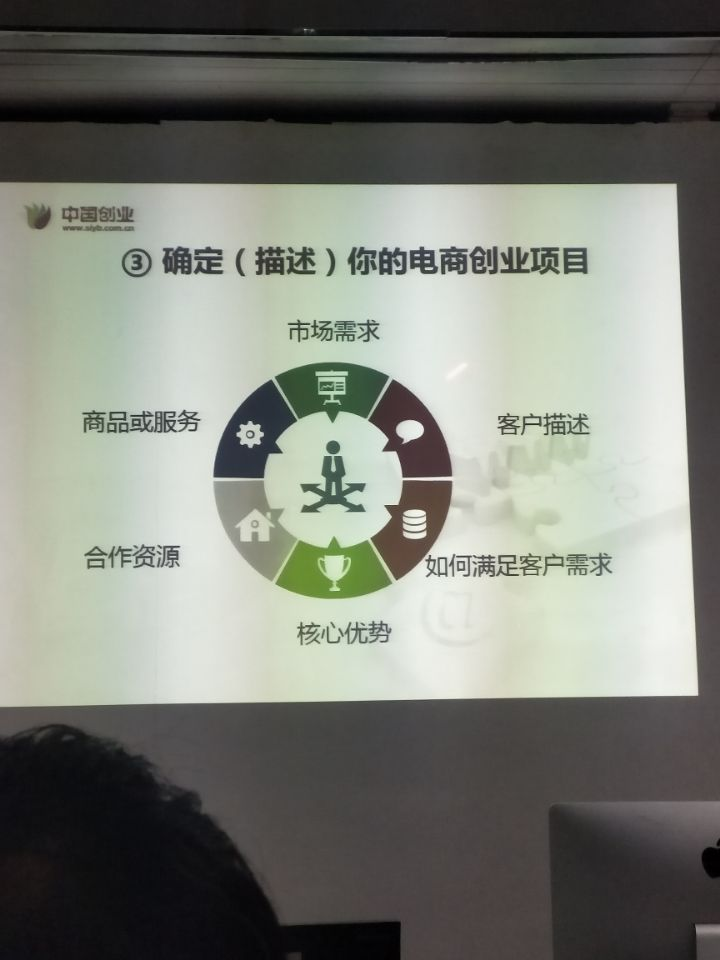 中国创业
www.siyb.com.cn
③ 确定（描述）你的电商创业项目
市场需求
商品或服务
客户描述
合作资源
如何满足客户需求
核心优势